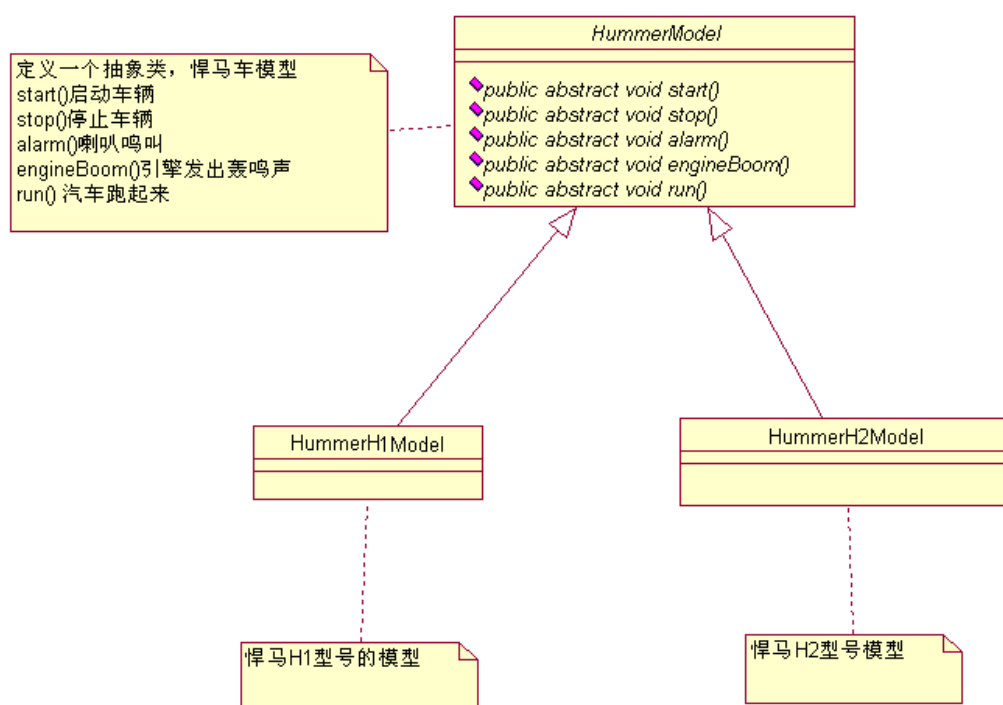 HummerModel
定义一个抽象类，悍马车模型
start()启动车辆
stop()停止车辆
alarm()喇叭鸣叫
engineBoom()引擎发出轰鸣声
run() 汽车跑起来
public abstract void start()
public abstract void stop()
public abstract void alarm()
public abstract void engineBoom()
public abstract void run()
HummerH1Model
HummerH2Model
悍马H1型号的模型
悍马H2型号模型